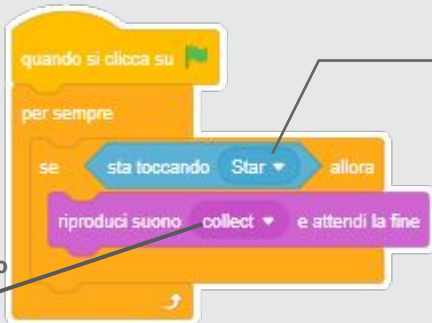 quando si clicca su
per sempre
se sta toccando Star allora
riproduci suono collect e attendi la fine
o